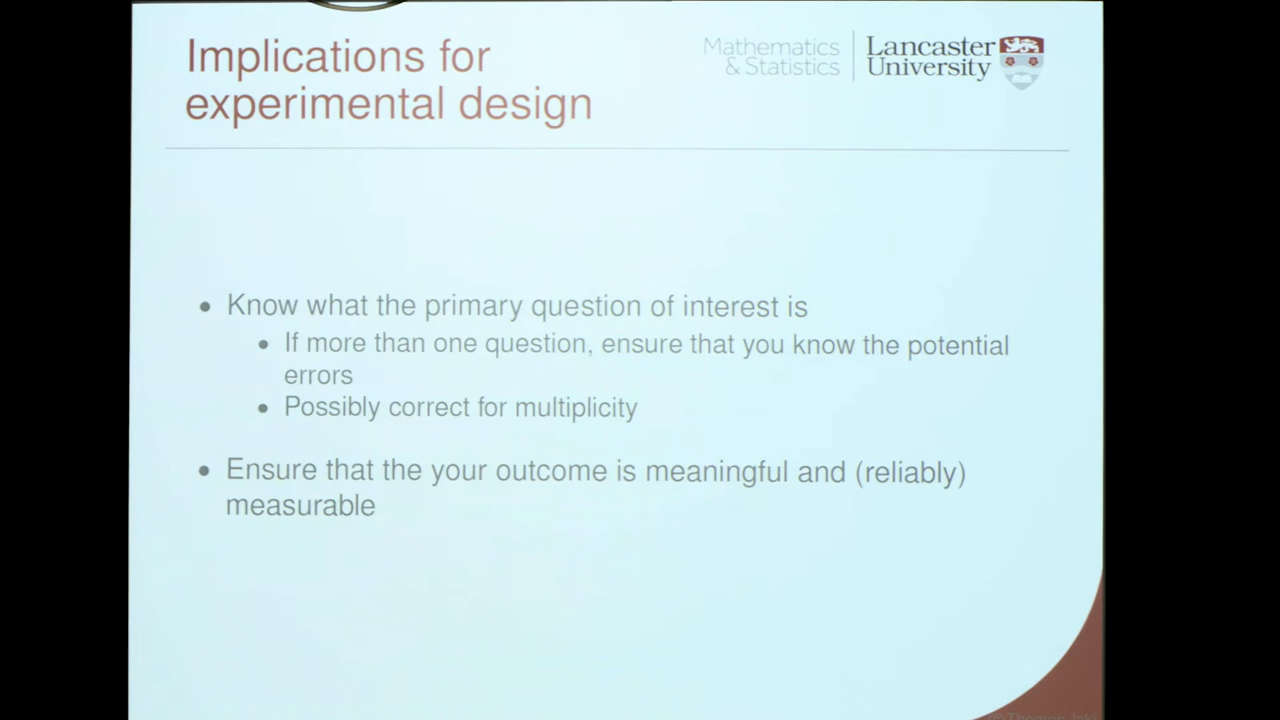 Implications for
experimental design
Mathematics
& Statistics
Lancaster
University
• Know what the primary question of interest is
• If more than one question, ensure that you know the potential
errors
• Possibly correct for multiplicity
• Ensure that the your outcome is meaningful and (reliably)
measurable